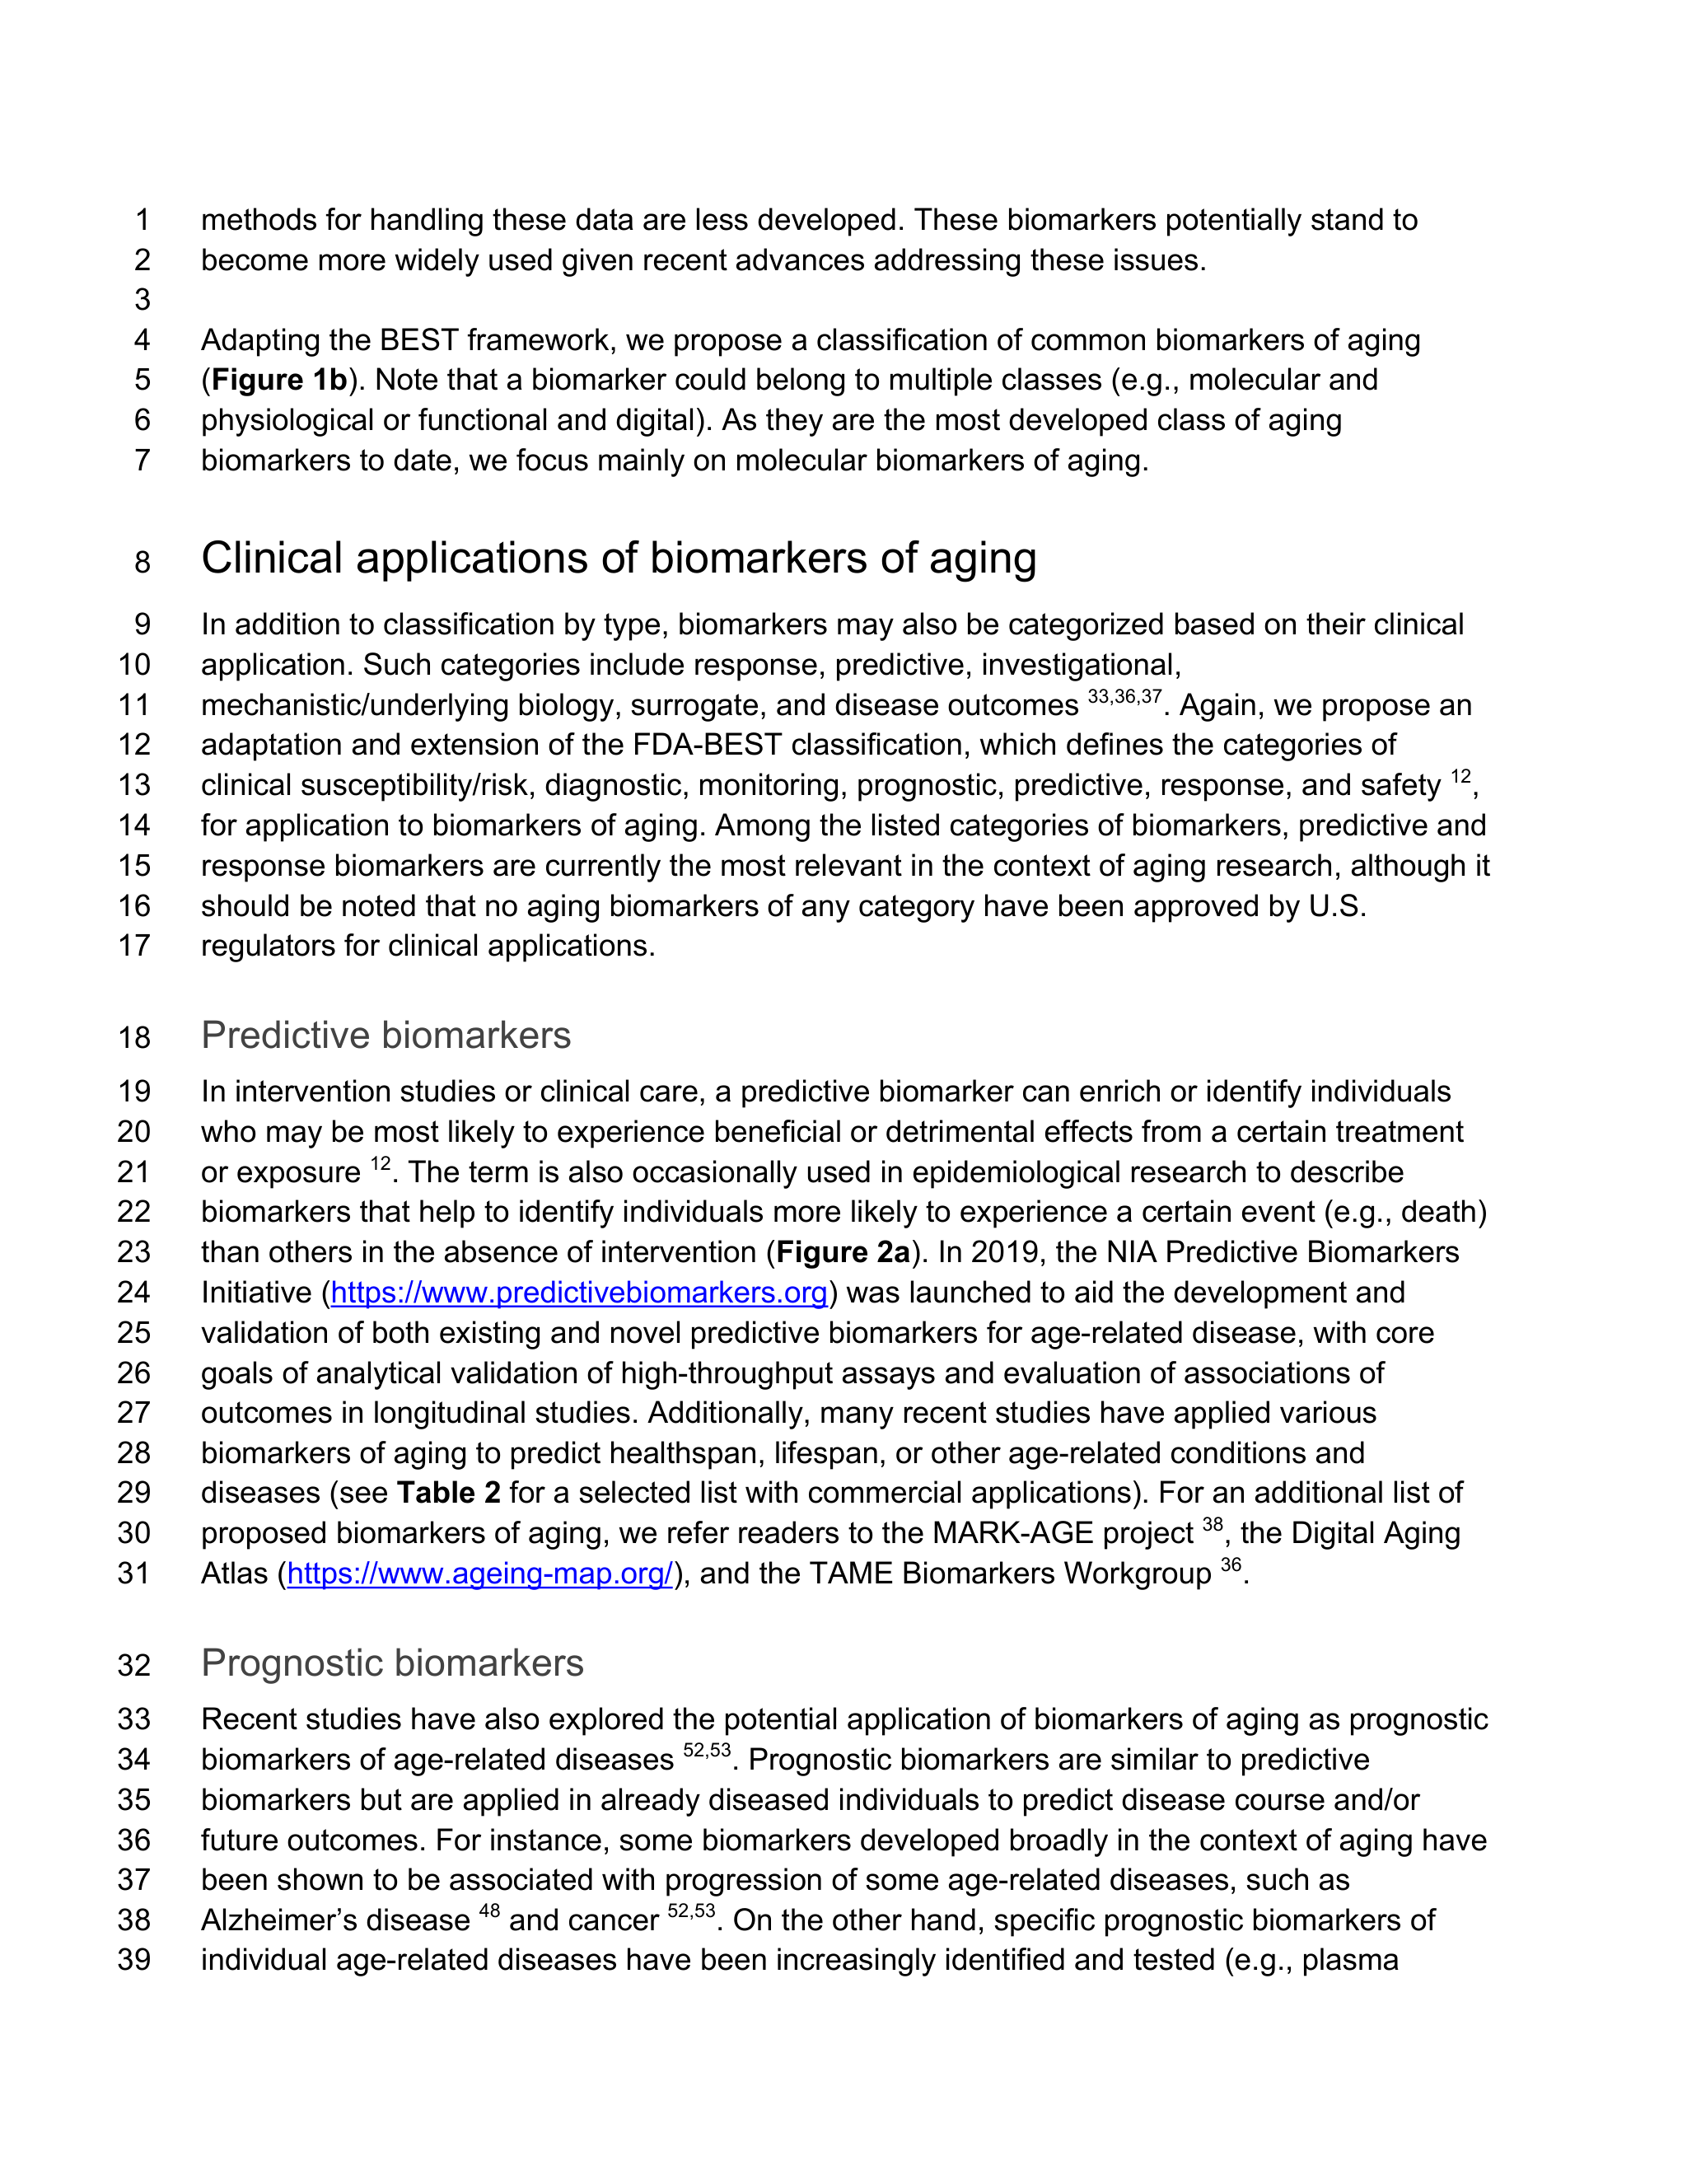 1 methods for handling these data are less developed. These biomarkers potentially stand to
2 become more widely used given recent advances addressing these issues.
3
4 Adapting the BEST framework, we propose a classification of common biomarkers of aging
5 (Figure 1b). Note that a biomarker could belong to multiple classes (e.g., molecular and
6 physiological or functional and digital). As they are the most developed class of aging
7 biomarkers to date, we focus mainly on molecular biomarkers of aging.
8 Clinical applications of biomarkers of aging
9 In addition to classification by type, biomarkers may also be categorized based on their clinical
10 application. Such categories include response, predictive, investigational,
11 mechanistic/underlying biology, surrogate, and disease outcomes 33,36,37. Again, we propose an
12 adaptation and extension of the FDA-BEST classification, which defines the categories of
13 clinical susceptibility/risk, diagnostic, monitoring, prognostic, predictive, response, and safety 12,
14 for application to biomarkers of aging. Among the listed categories of biomarkers, predictive and
15 response biomarkers are currently the most relevant in the context of aging research, although it
16 should be noted that no aging biomarkers of any category have been approved by U.S.
17 regulators for clinical applications.
18 Predictive biomarkers
19 In intervention studies or clinical care, a predictive biomarker can enrich or identify individuals
20 who may be most likely to experience beneficial or detrimental effects from a certain treatment
21 or exposure 12. The term is also occasionally used in epidemiological research to describe
22 biomarkers that help to identify individuals more likely to experience a certain event (e.g., death)
23 than others in the absence of intervention (Figure 2a). In 2019, the NIA Predictive Biomarkers
24 Initiative (https://www.predictivebiomarkers.org) was launched to aid the development and
25 validation of both existing and novel predictive biomarkers for age-related disease, with core
26 goals of analytical validation of high-throughput assays and evaluation of associations of
27 outcomes in longitudinal studies. Additionally, many recent studies have applied various
28 biomarkers of aging to predict healthspan, lifespan, or other age-related conditions and
29 diseases (see Table 2 for a selected list with commercial applications). For an additional list of
30 proposed biomarkers of aging, we refer readers to the MARK-AGE project 38, the Digital Aging
31 Atlas (https://www.ageing-map.org/), and the TAME Biomarkers Workgroup 36.
32 Prognostic biomarkers
33 Recent studies have also explored the potential application of biomarkers of aging as prognostic
34 biomarkers of age-related diseases 52,53. Prognostic biomarkers are similar to predictive
35 biomarkers but are applied in already diseased individuals to predict disease course and/or
36 future outcomes. For instance, some biomarkers developed broadly in the context of aging have
37 been shown to be associated with progression of some age-related diseases, such as
38 Alzheimer’s disease 48 and cancer 52,53. On the other hand, specific prognostic biomarkers of
39 individual age-related diseases have been increasingly identified and tested (e.g., plasma